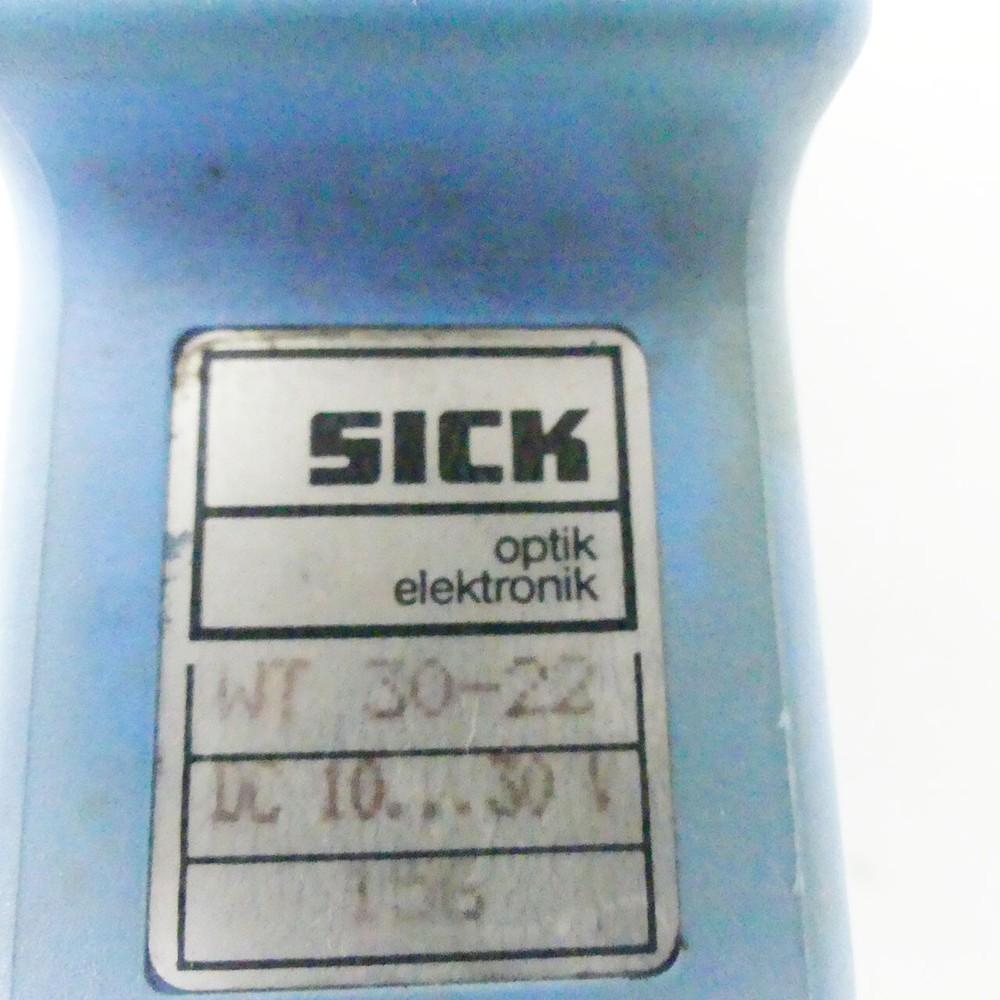 SICK
optik
elektronik
WT 30-22
DC 10...30 V
156